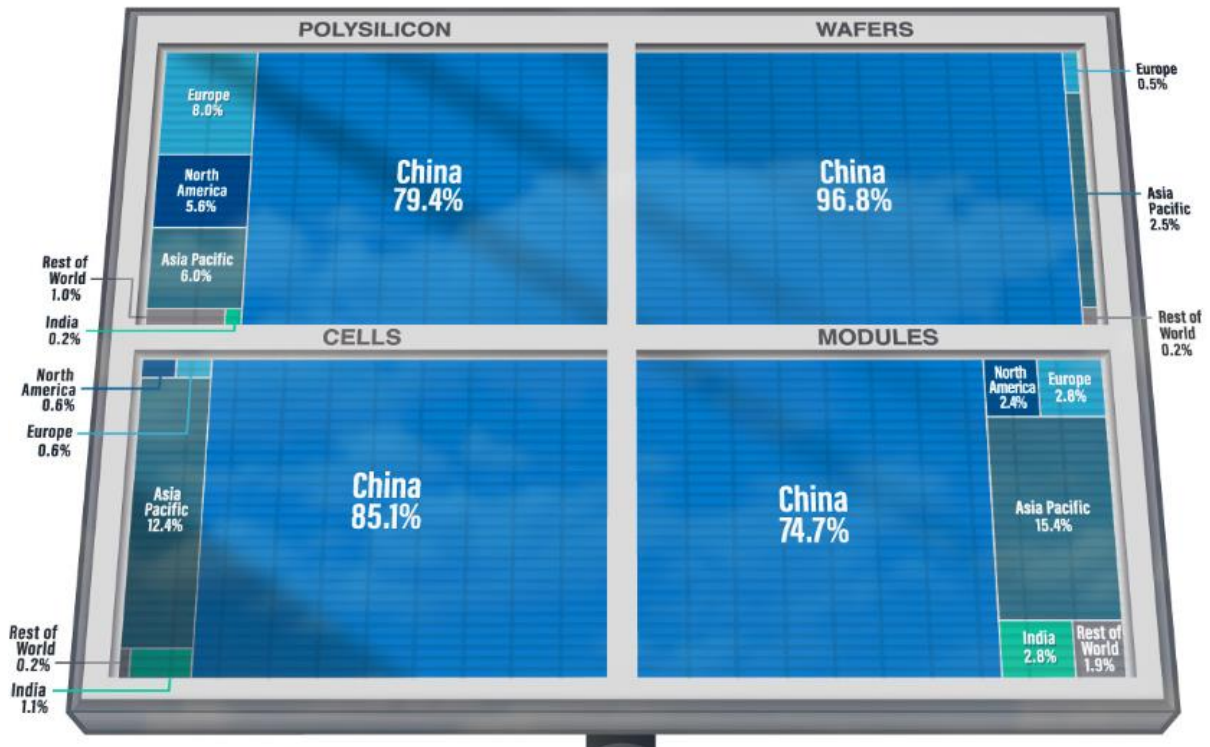 POLYSILICON
Europe
8.0%
North
America
5.6%
Asia Pacific
6.0%
Rest of
World
1.0%
India
0.2%
China
79.4%
WAFERS
China
96.8%
Europe
0.5%
Asia
Pacific
2.5%
Rest of
World
0.2%
CELLS
North
America
0.6%
Europe
0.6%
Asia
Pacific
12.4%
Rest of
World
0.2%
India
1.1%
China
85.1%
MODULES
China
74.7%
North
America
2.4%
Europe
2.8%
Asia Pacific
15.4%
India
2.8%
Rest of
World
1.9%